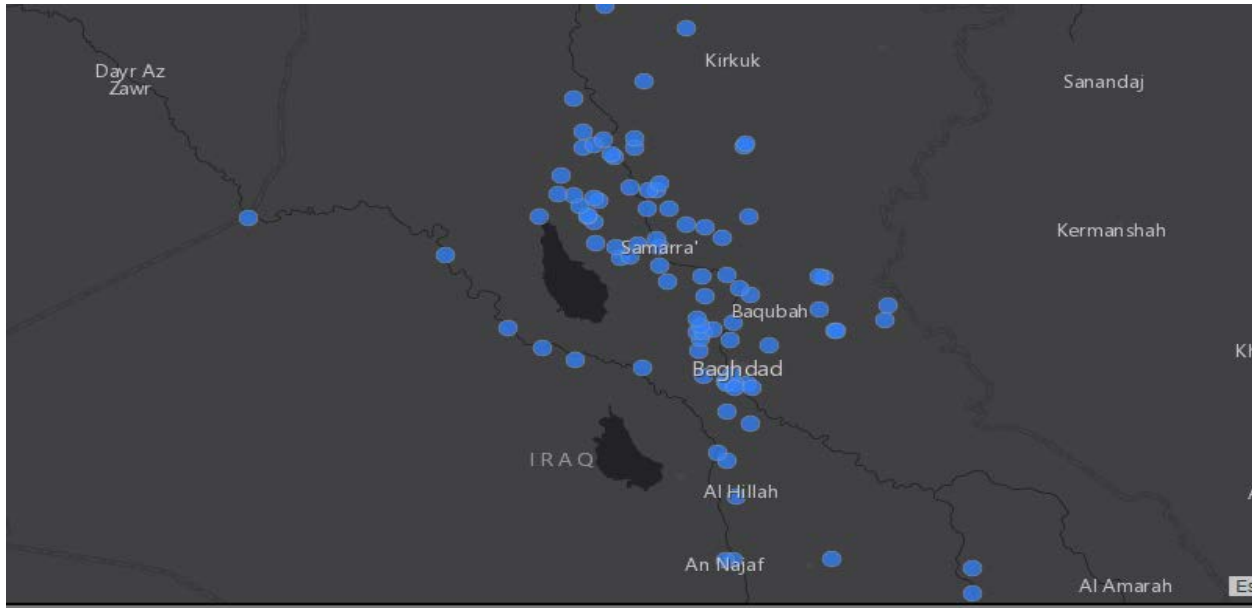 Kirkuk
Dayr Az
Zawr
Sanandaj
Kermanshah
Samarra'
Baqubah
Baghdad
IRAQ
Al Hillah
An Najaf
Al Amarah